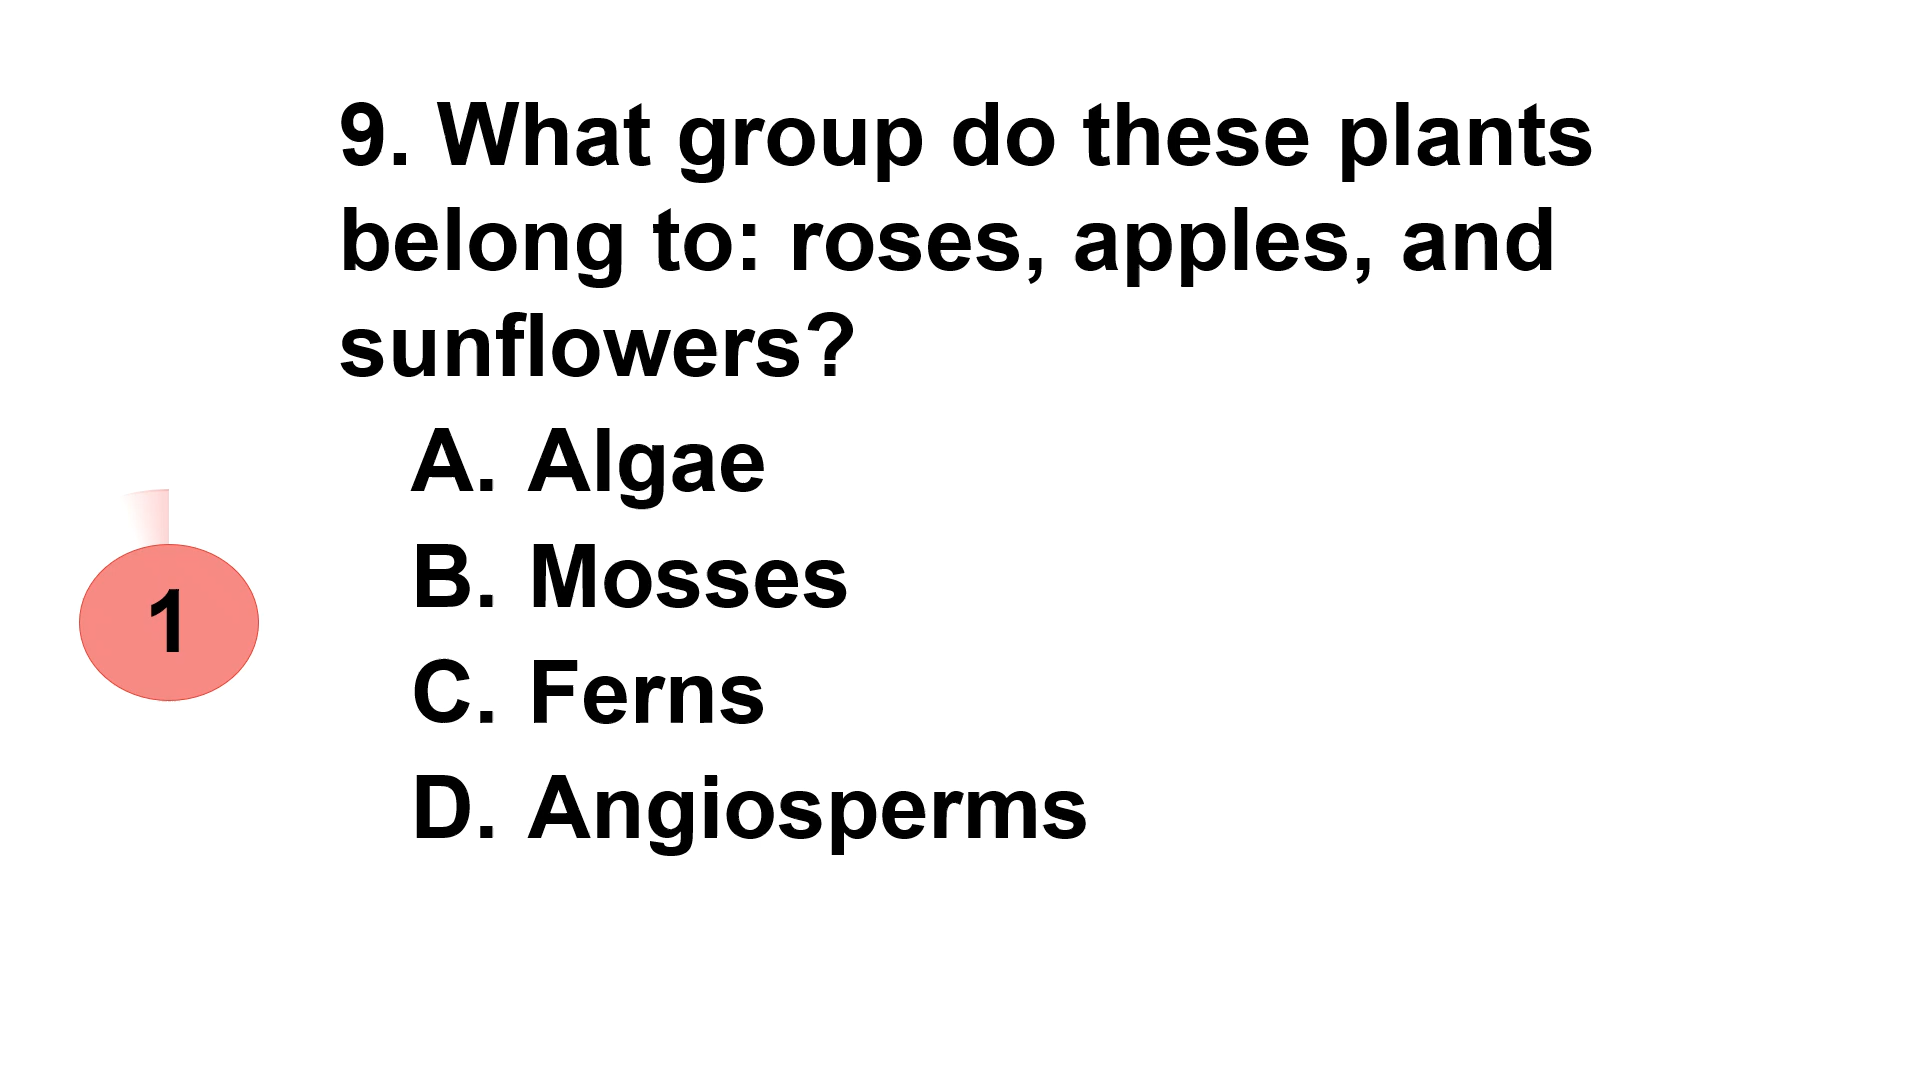 9. What group do these plants
belong to: roses, apples, and
sunflowers?
A. Algae
B. Mosses
1
C. Ferns
D. Angiosperms